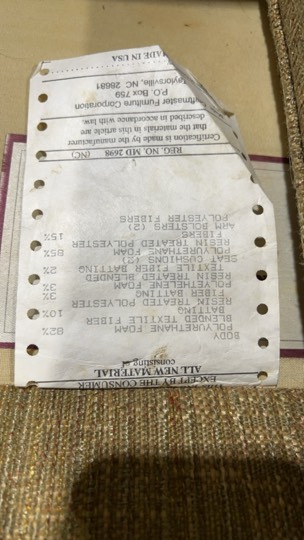 EXCEPT BY THE CONSUMER
ALL NEW MATERIAL
consisting of
BODY
POLYURETHANE FOAM 82%
BLENDED TEXTILE FIBER
BATTING 10%
RESIN TREATED POLYESTER
FIBER BATTING 3%
POLYETHYLENE FOAM 3%
RESIN TREATED BLENDED
TEXTILE FIBER BATTING 2%
SEAT CUSHIONS (2)
POLYURETHANE FOAM 85%
RESIN TREATED POLYESTER
FIBERS 15%
ARM BOLSTERS (2)
POLYESTER FIBERS
REG. NO. MD 2698 (NC)
Certification is made by the manufacturer
that the materials in this article are
described in accordance with law.
ftmaster Furniture Corporation
P.O. Box 759
Taylorsville, NC 28681
MADE IN USA